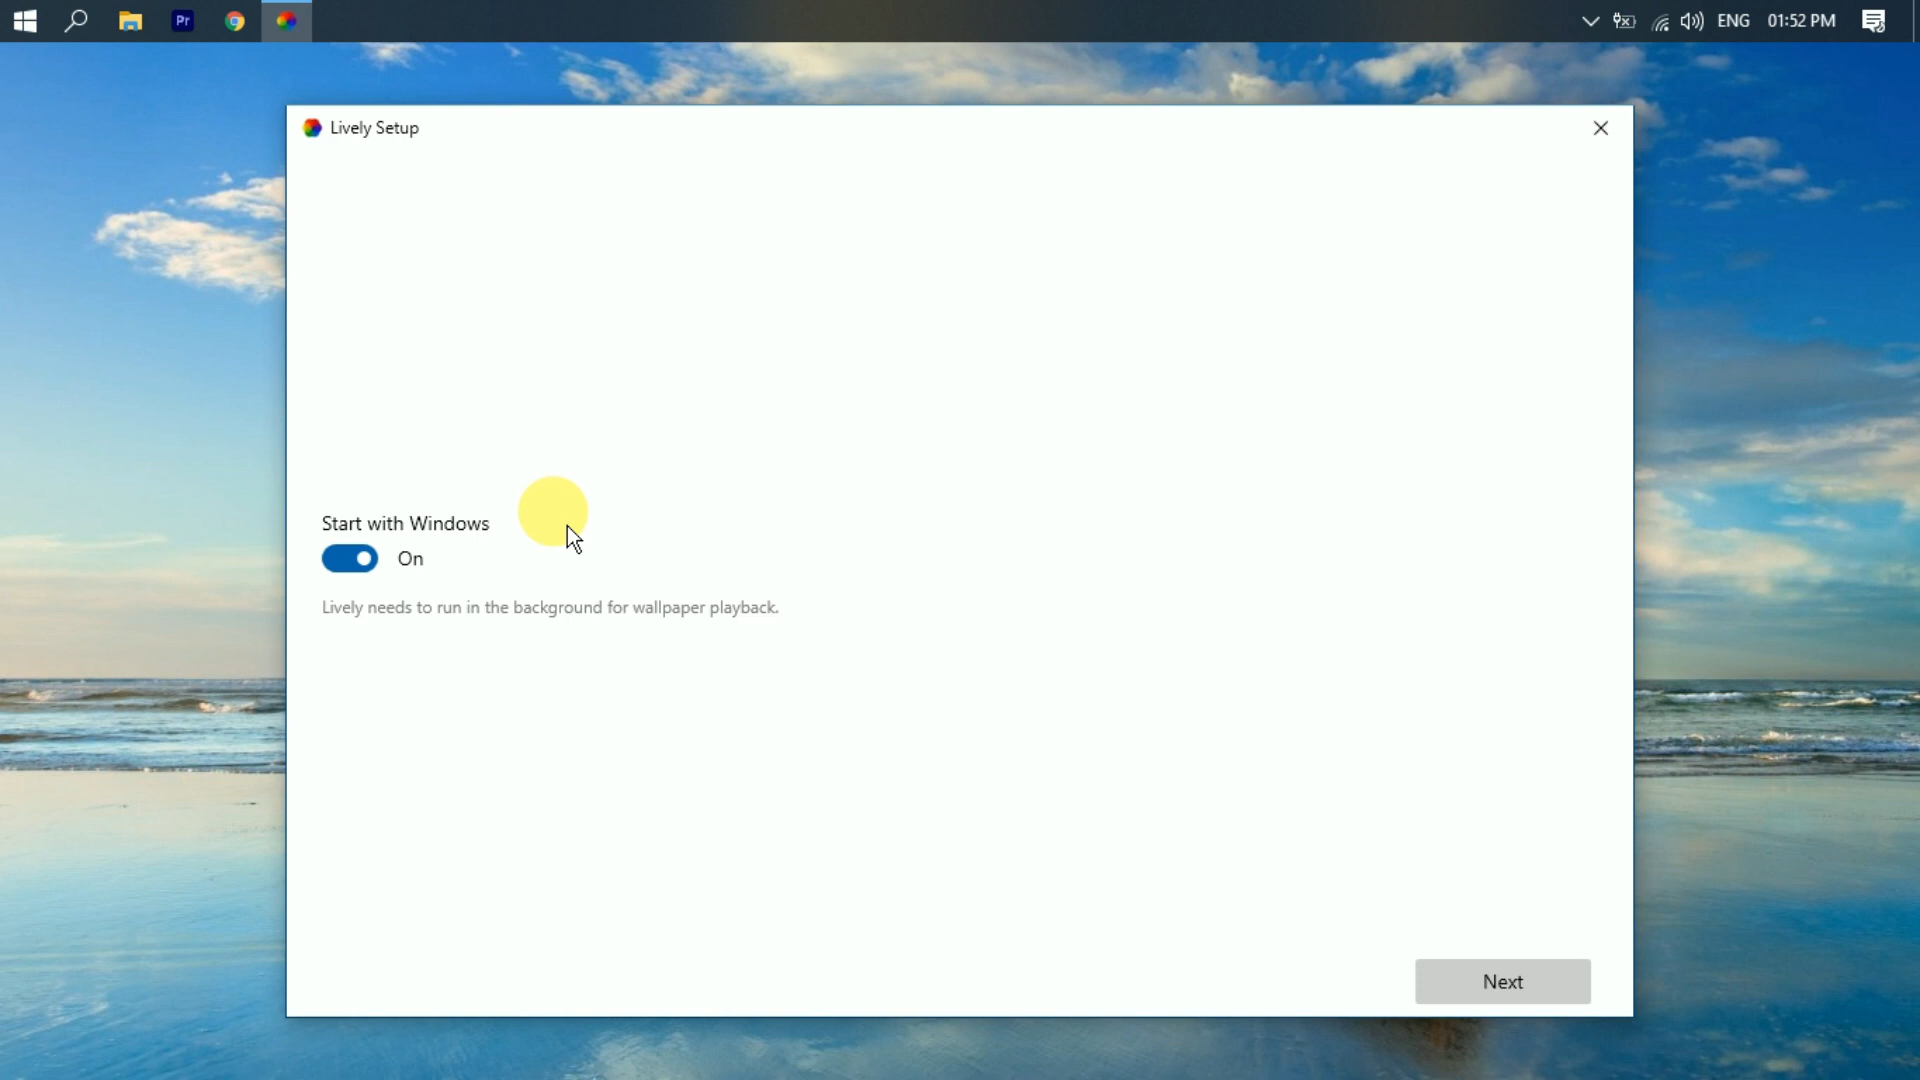 Pr
ENG
01:52 PM
Lively Setup
Start with Windows
On
Lively needs to run in the background for wallpaper playback.
Next